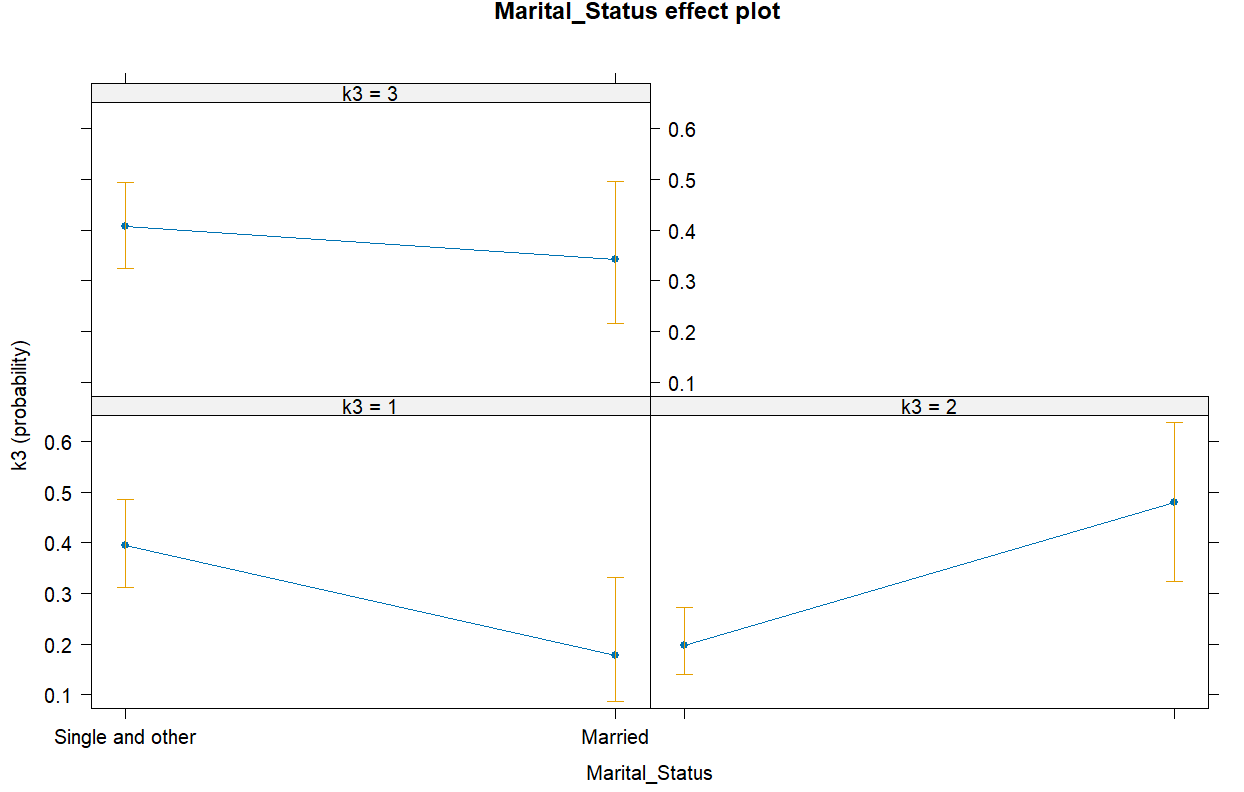 Marital_Status effect plot
k3 = 3
0.6
0.5
0.4
0.3
0.2
0.1
k3 (probability)
k3 = 1
k3 = 2
0.6
0.5
0.4
0.3
0.2
0.1
Single and other
Married
Marital_Status